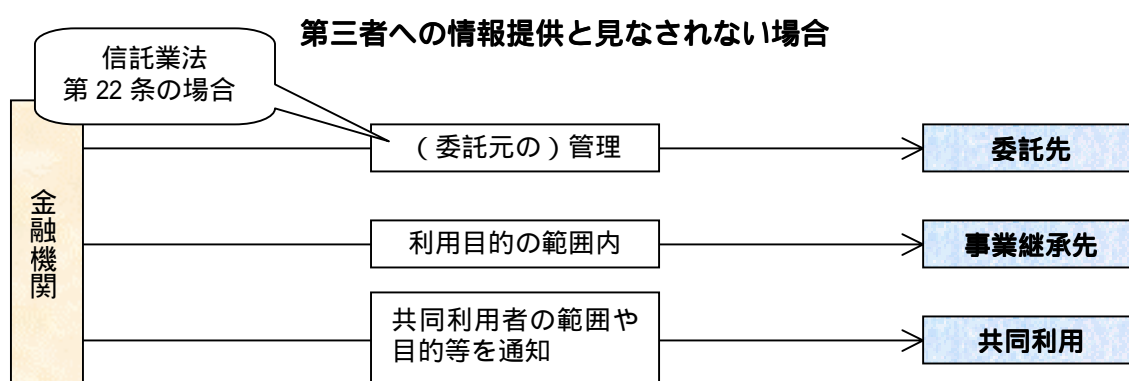 第三者への情報提供と見なされない場合
信託業法
第 22 条の場合
金融機関
（委託元の）管理
委託先
利用目的の範囲内
事業継承先
共同利用者の範囲や
目的等を通知
共同利用